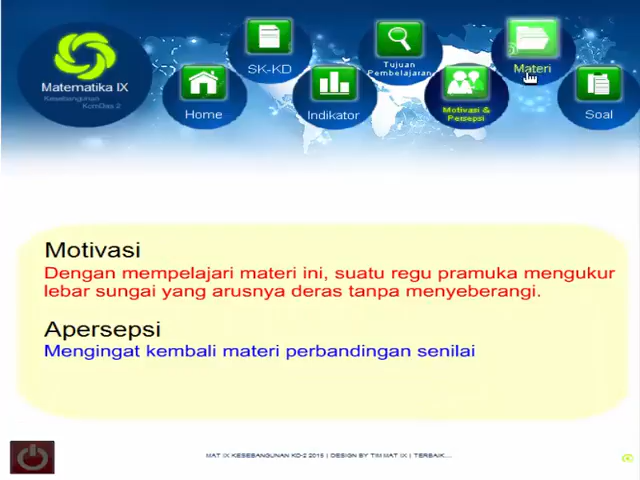 Matematika IX
Kesebangunan
KomDas 2
Home
SK-KD
Indikator
Tujuan
Pembelajaran
Motivasi &
Persepsi
Materi
Soal
Motivasi
Dengan mempelajari materi ini, suatu regu pramuka mengukur
lebar sungai yang arusnya deras tanpa menyeberangi.
Apersepsi
Mengingat kembali materi perbandingan senilai
MAT IX KESEBANGUNAN KD-2 2015 | DESIGN BY TIM MAT IX | TERBAIK....